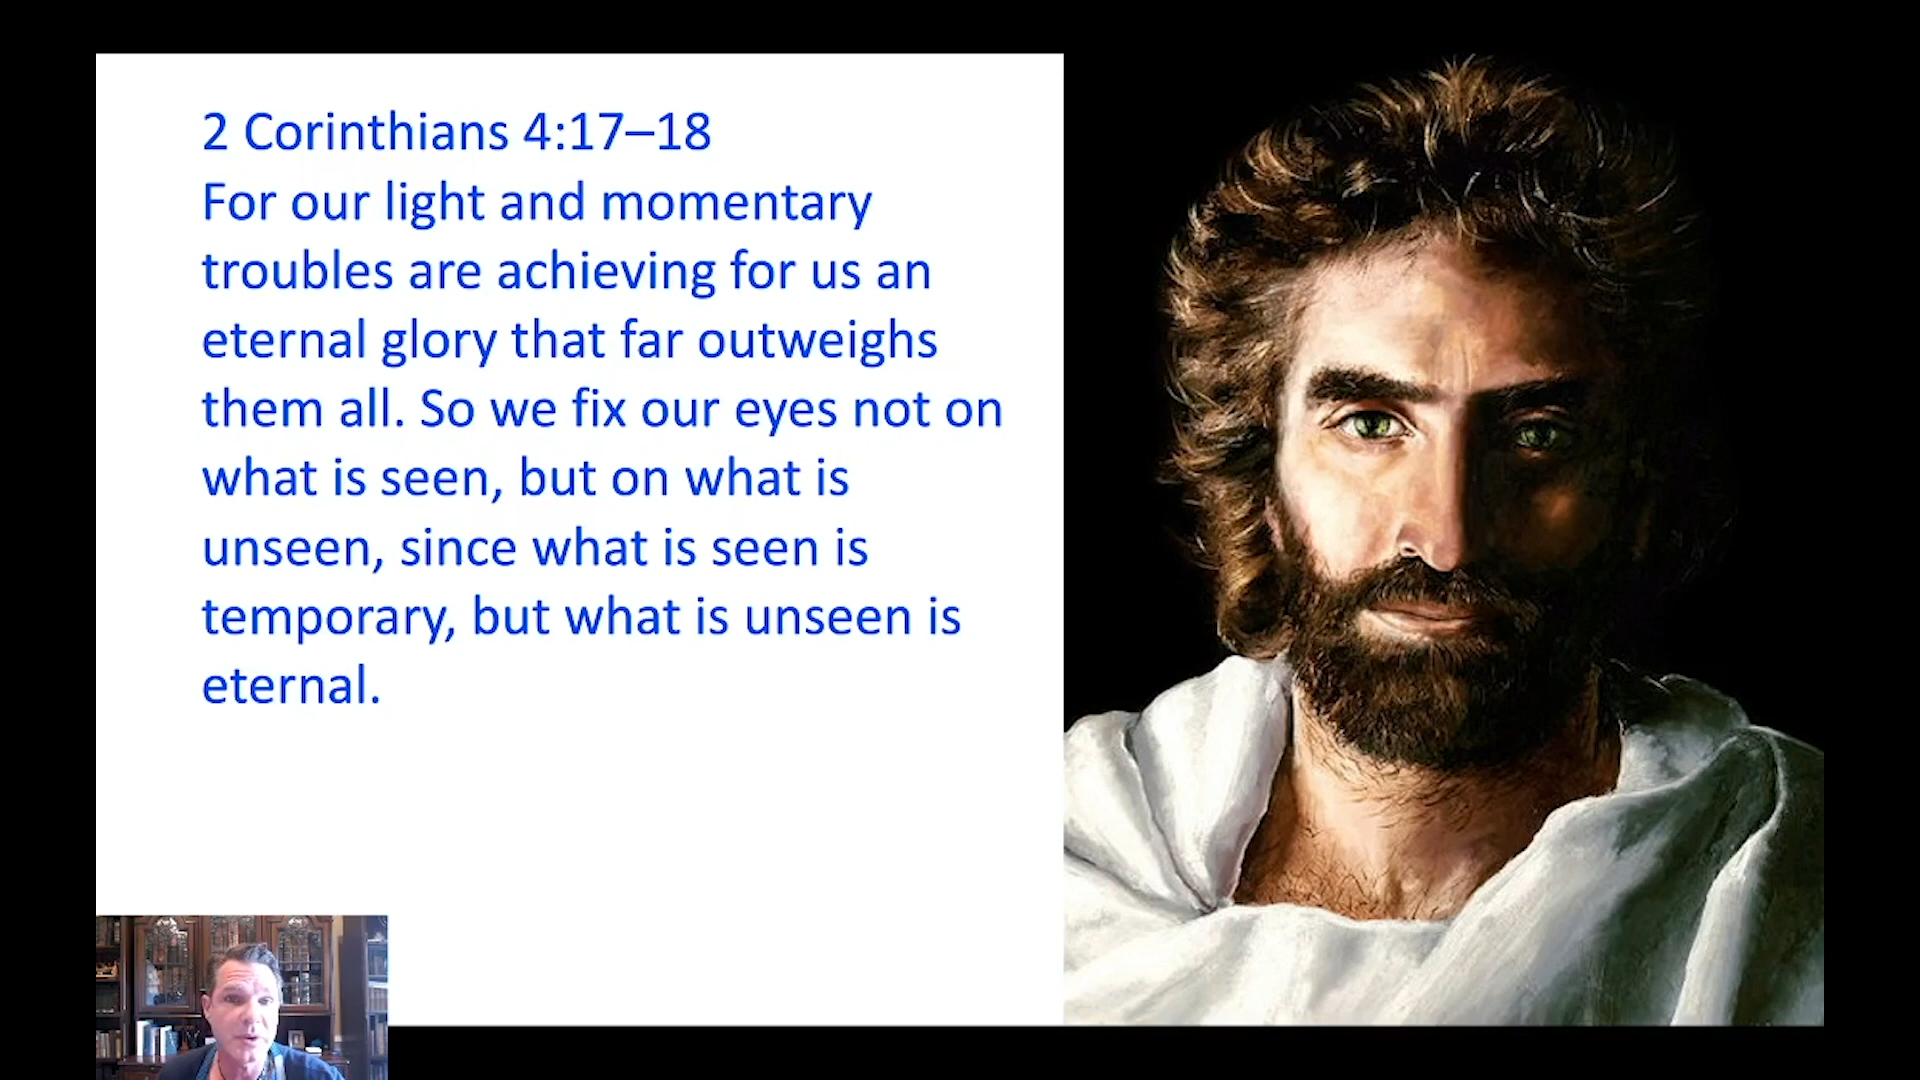 2 Corinthians 4:17–18
For our light and momentary
troubles are achieving for us an
eternal glory that far outweighs
them all. So we fix our eyes not on
what is seen, but on what is
unseen, since what is seen is
temporary, but what is unseen is
eternal.